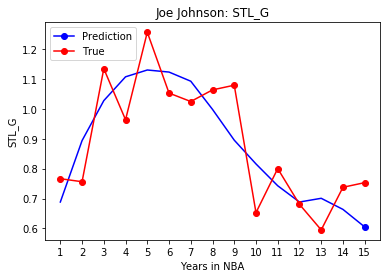 Joe Johnson: STL_G
Prediction
True
STL_G
1.2
1.1
1.0
0.9
0.8
0.7
0.6
1 2 3 4 5 6 7 8 9 10 11 12 13 14 15
Years in NBA